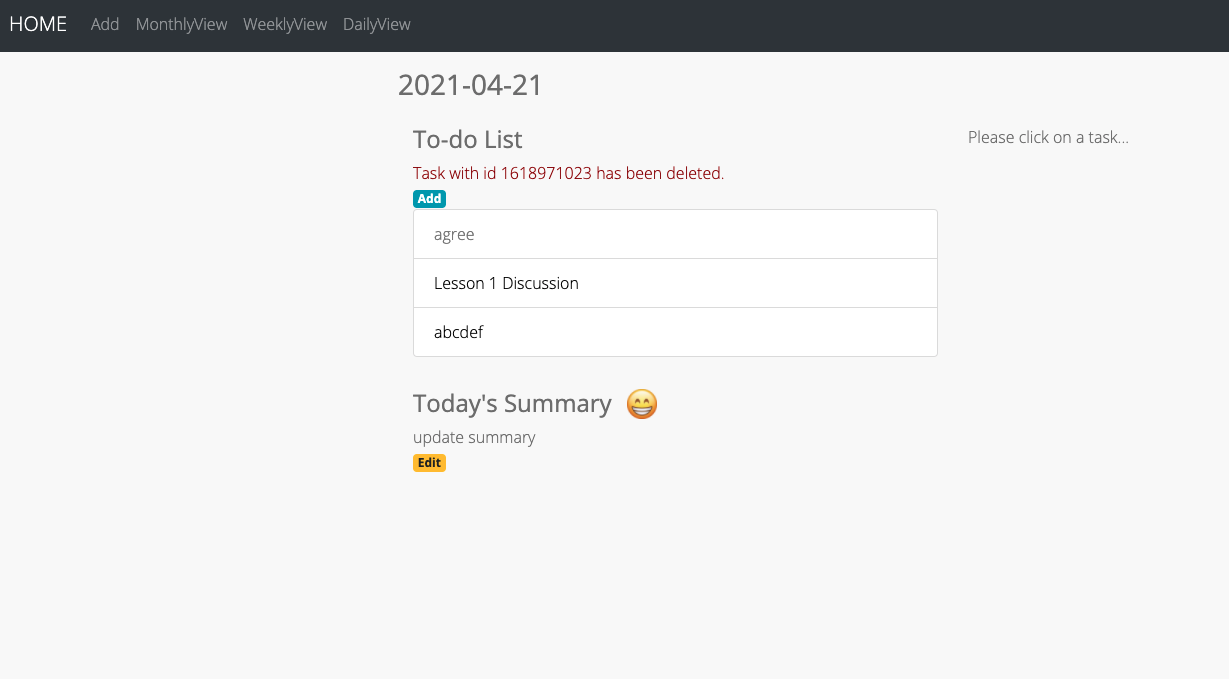 HOME Add MonthlyView WeeklyView DailyView
2021-04-21
To-do List
Please click on a task...
Task with id 1618971023 has been deleted.
Add
agree
Lesson 1 Discussion
abcdef
Today's Summary 😁
update summary
Edit